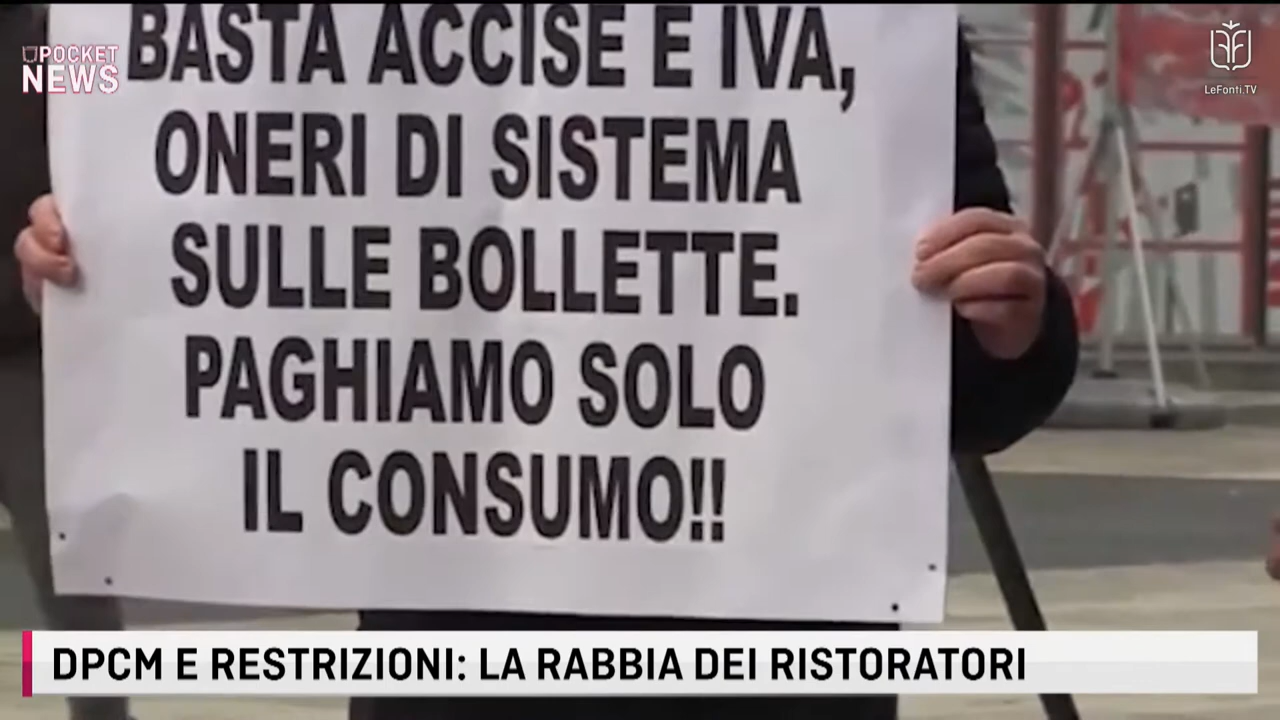 POCKET
NEWS
LeFonti.TV
BASTA ACCISE E IVA,
ONERI DI SISTEMA
SULLE BOLLETTE.
PAGHIAMO SOLO
IL CONSUMO!!
DPCM E RESTRIZIONI: LA RABBIA DEI RISTORATORI